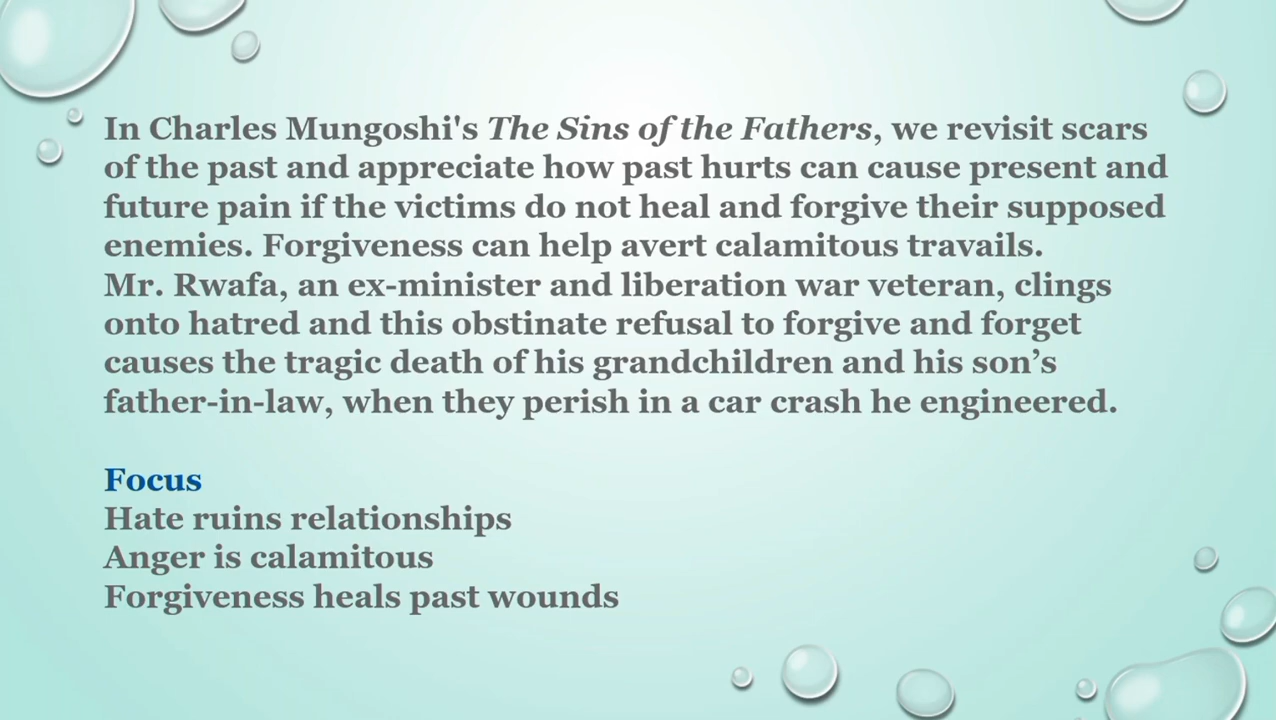 In Charles Mungoshi's The Sins of the Fathers, we revisit scars
of the past and appreciate how past hurts can cause present and
future pain if the victims do not heal and forgive their supposed
enemies. Forgiveness can help avert calamitous travails.
Mr. Rwafa, an ex-minister and liberation war veteran, clings
onto hatred and this obstinate refusal to forgive and forget
causes the tragic death of his grandchildren and his son’s
father-in-law, when they perish in a car crash he engineered.
Focus
Hate ruins relationships
Anger is calamitous
Forgiveness heals past wounds